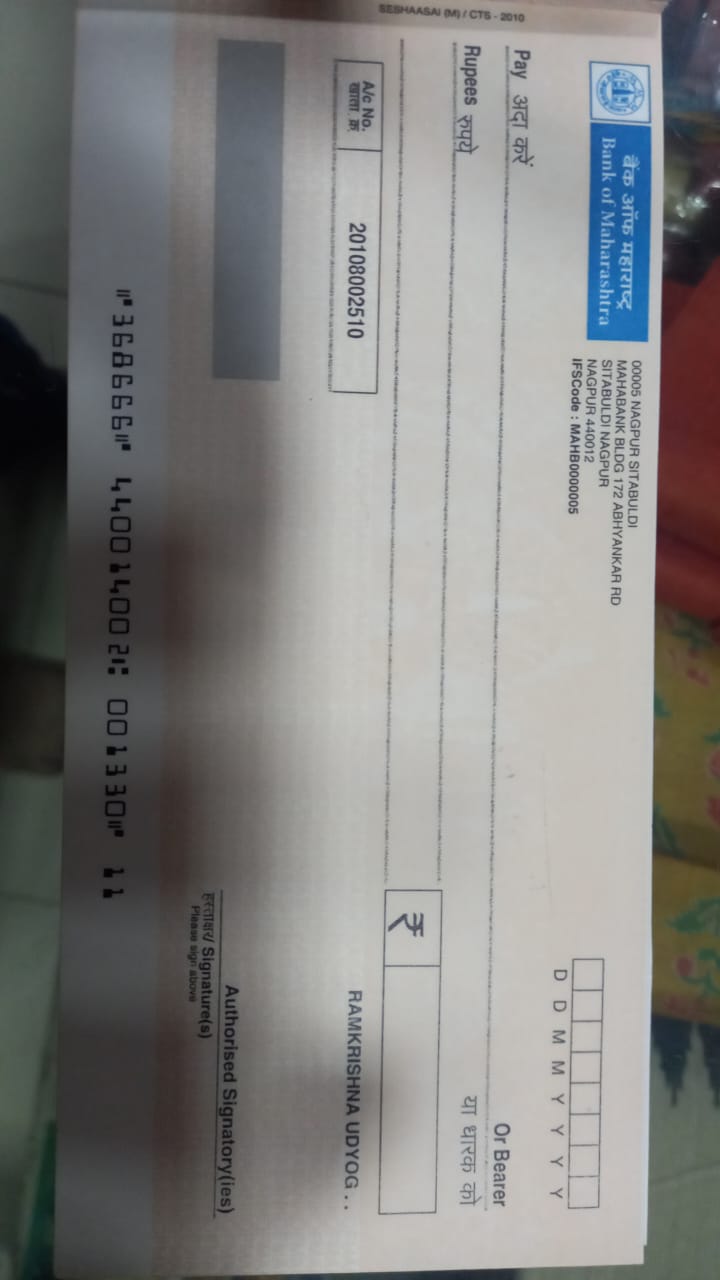 बैंक ऑफ महाराष्ट्र
Bank of Maharashtra
00005 NAGPUR SITABULDI
MAHABANK BLDG 172 ABHYANKAR RD
SITABULDI NAGPUR
NAGPUR 440012
IFSCode : MAHB0000005
D D M M Y Y Y Y
Pay अदा करें
Or Bearer
Rupees रुपये
या धारक को
₹
A/c No.
खाता क्र.
20108002510
RAMKRISHNA UDYOG . .
SESHAASAI (M) / CTS - 2010
Authorised Signatory(ies)
हस्ताक्षर/ Signature(s)
Please sign above
⑈368666⑈ 440014002⑆ 001330⑈ 11